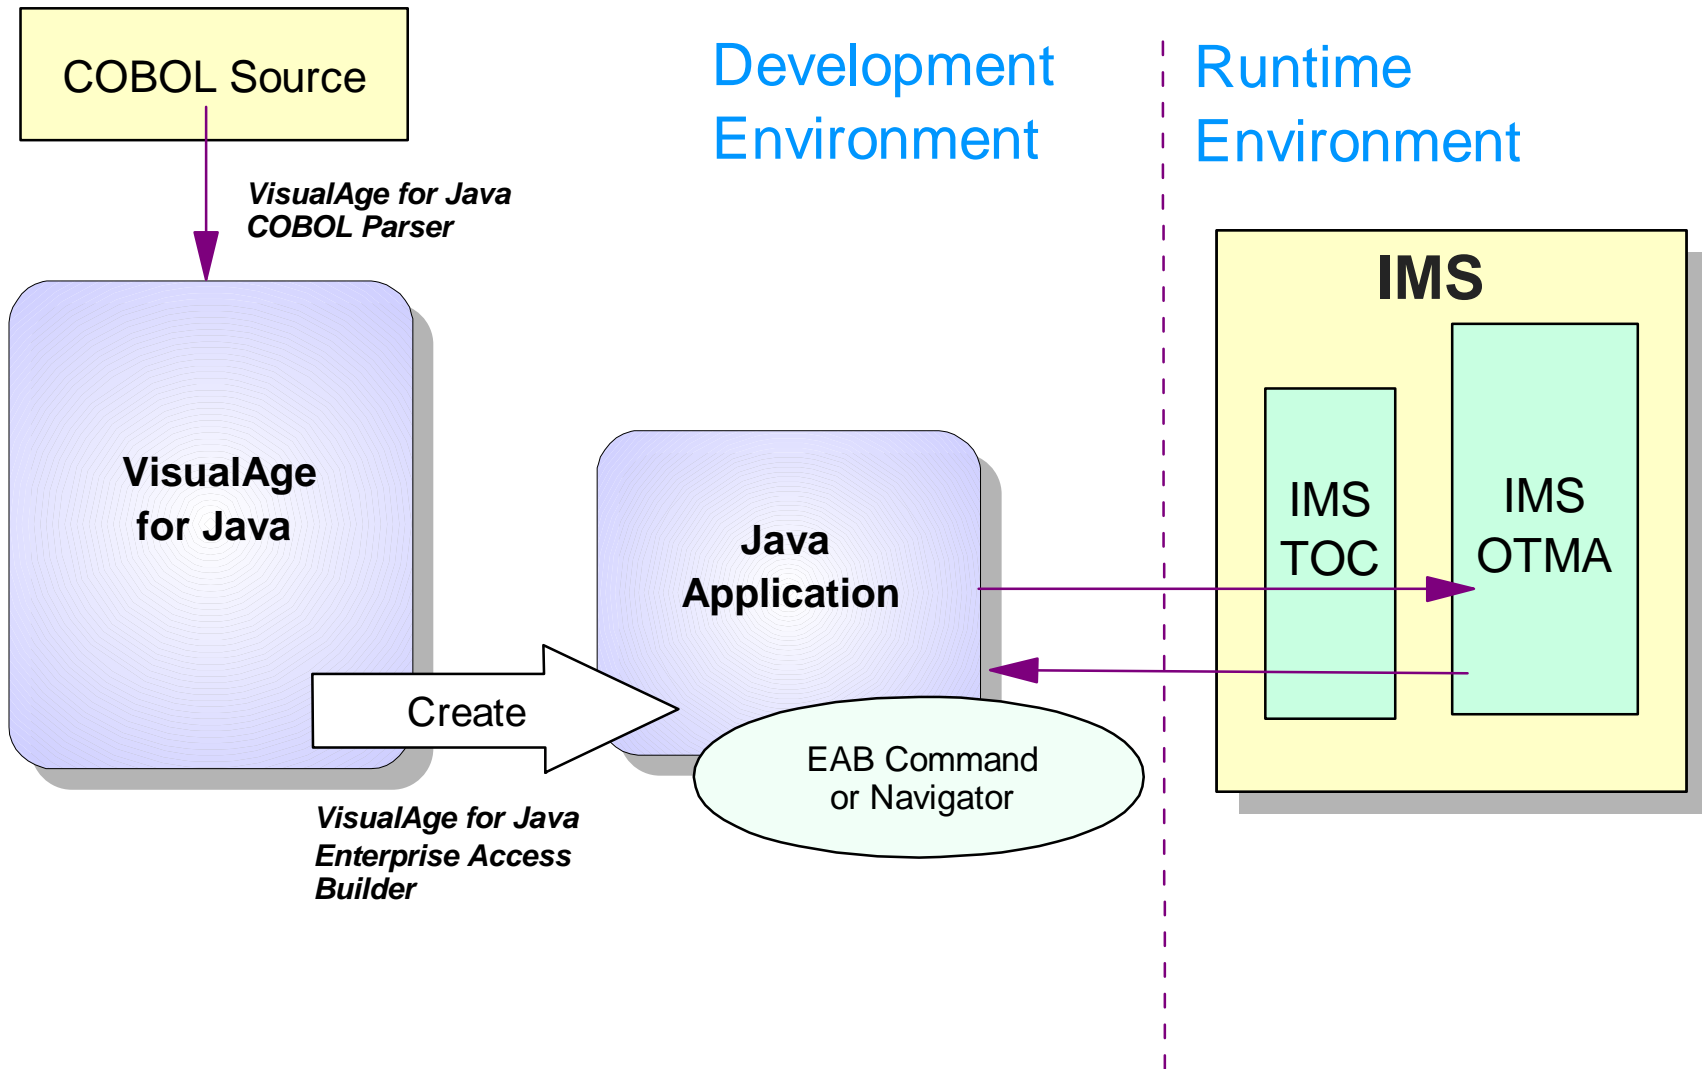 COBOL Source
Development
Environment
Runtime
Environment
VisualAge for Java
COBOL Parser
VisualAge
for Java
Java
Application
IMS
IMS
TOC
IMS
OTMA
Create
EAB Command
or Navigator
VisualAge for Java
Enterprise Access
Builder